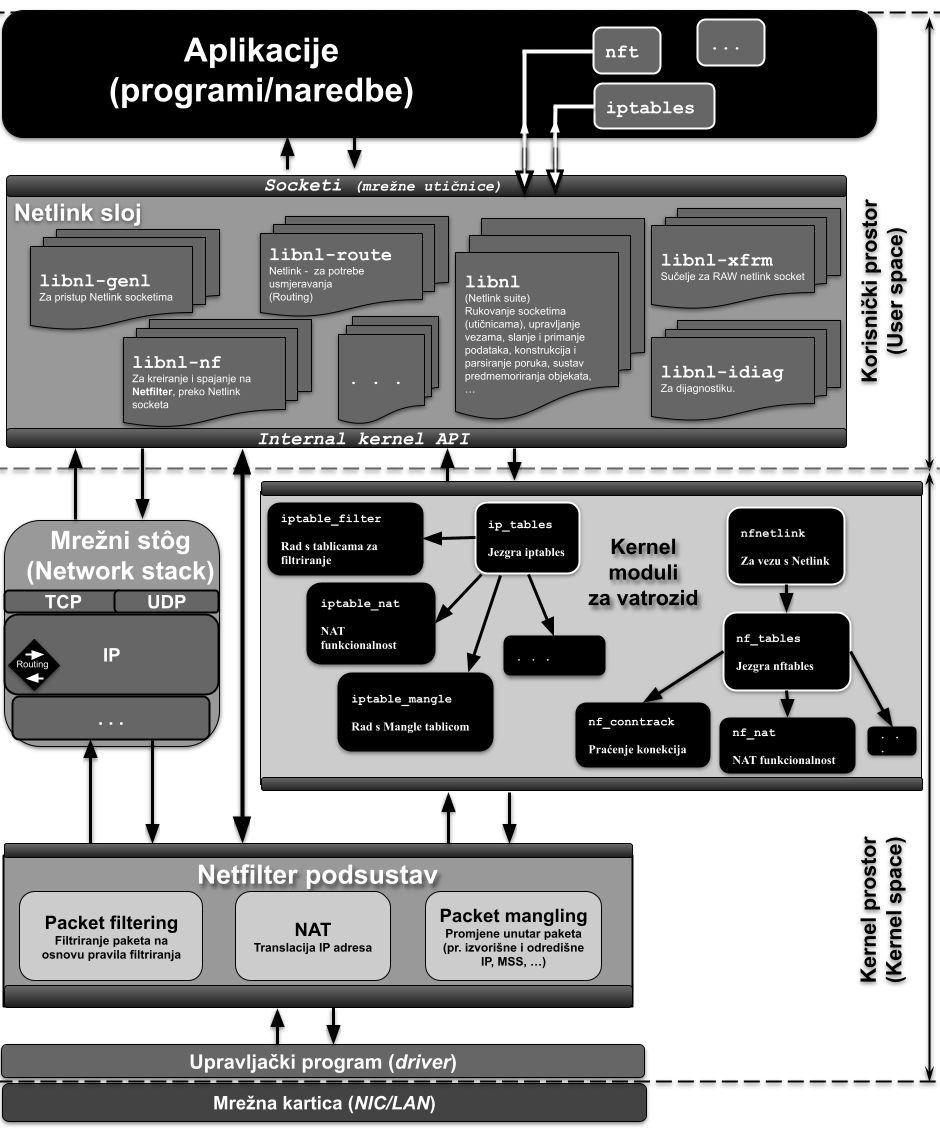 Aplikacije
(programi/naredbe)
nft
...
iptables
Socketi (mrežne utičnice)
Netlink sloj
libnl-genl
Za pristup Netlink socketima
libnl-route
Netlink - za potrebe
usmjeravanja
(Routing)
libnl
(Netlink suite)
Rukovanje socketima
(utičnicama), upravljanje
vezama, slanje i primanje
podataka, konstrukcija i
parsiranje poruka, sustav
predmemoriranja objekata,
...
libnl-xfrm
Sučelje za RAW netlink socket
libnl-nf
Za kreiranje i spajanje na
Netfilter, preko Netlink
socketa
. . .
libnl-idiag
Za dijagnostiku.
Internal kernel API
Korisnički prostor
(User space)
Mrežni stôg
(Network stack)
TCP
UDP
IP
Routing
...
iptable_filter
Rad s tablicama za
filtriranje
ip_tables
Jezgra iptables
iptable_nat
NAT
funkcionalnost
. . .
iptable_mangle
Rad s Mangle tablicom
Kernel
moduli
za vatrozid
nfnetlink
Za vezu s Netlink
nf_tables
Jezgra nftables
nf_conntrack
Praćenje konekcija
nf_nat
NAT funkcionalnost
. .
.
Netfilter podsustav
Packet filtering
Filtriranje paketa na
osnovu pravila filtriranja
NAT
Translacija IP adresa
Packet mangling
Promjene unutar paketa
(pr. izvorišne i odredišne
IP, MSS, ...)
Kernel prostor
(Kernel space)
Upravljački program (driver)
Mrežna kartica (NIC/LAN)